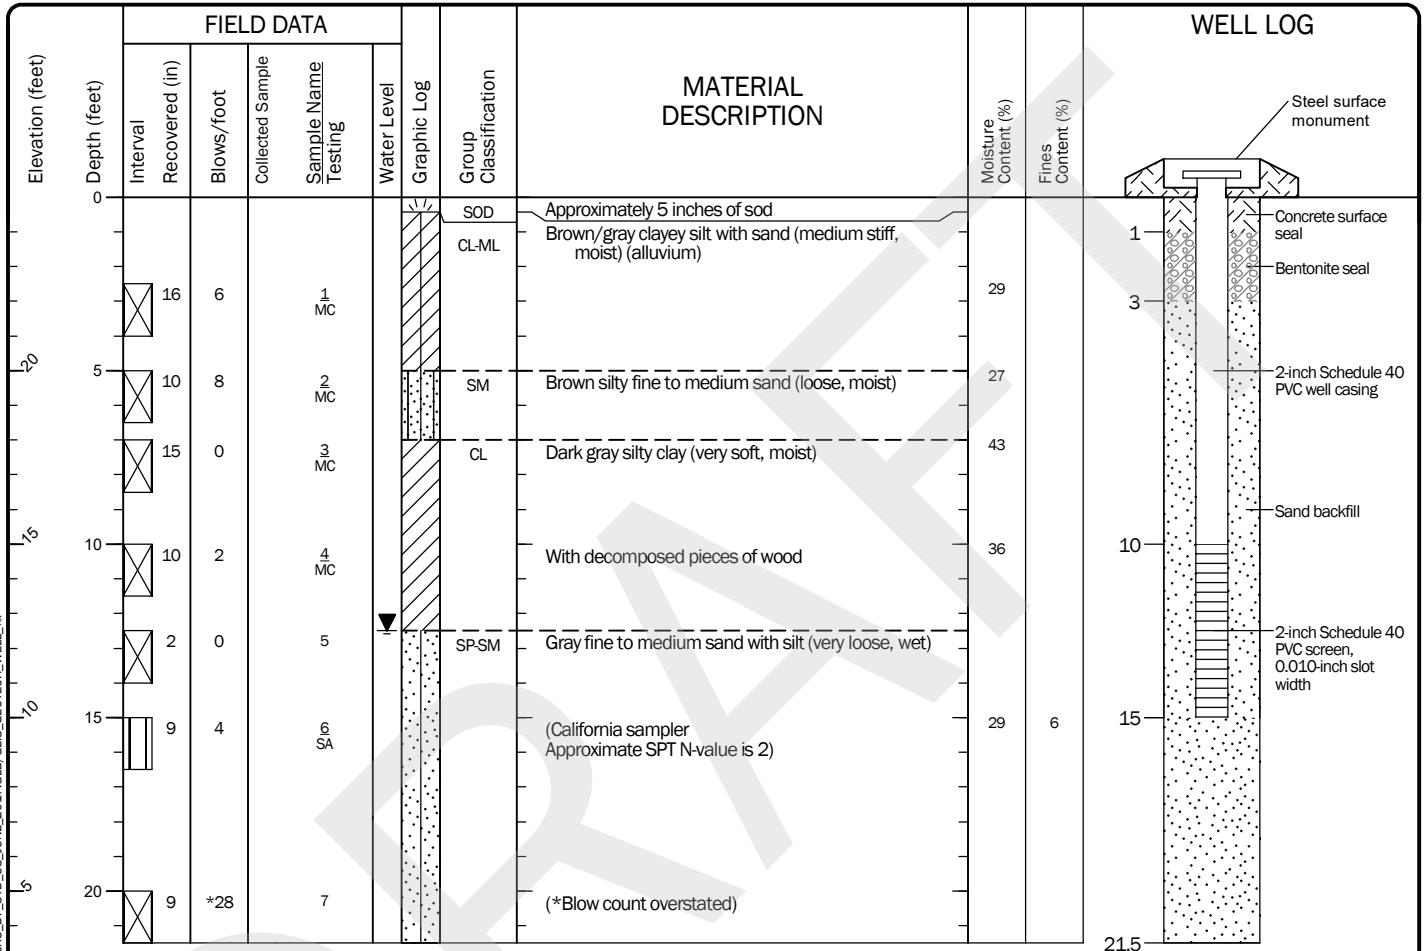 FIELD DATA
WELL LOG
Elevation (feet)
Depth (feet)
Interval
Recovered (in)
Blows/foot
Collected Sample
Sample Name
Testing
Water Level
Graphic Log
Group
Classification
MATERIAL
DESCRIPTION
Moisture
Content (%)
Fines
Content (%)
Steel surface
monument
0
SOD
Approximately 5 inches of sod
Concrete surface
seal
CL-ML
Brown/gray clayey silt with sand (medium stiff,
moist) (alluvium)
1
Bentonite seal
16
6
1
MC
29
3
20
5
10
8
2
MC
SM
Brown silty fine to medium sand (loose, moist)
27
2-inch Schedule 40
PVC well casing
15
0
3
MC
CL
Dark gray silty clay (very soft, moist)
43
Sand backfill
15
10
10
2
4
MC
With decomposed pieces of wood
36
10
2
0
5
SP-SM
Gray fine to medium sand with silt (very loose, wet)
2-inch Schedule 40
PVC screen,
0.010-inch slot
width
10
15
9
4
6
SA
(California sampler
Approximate SPT N-value is 2)
29
6
15
5
20
9
*28
7
(*Blow count overstated)
21.5
DRAFT